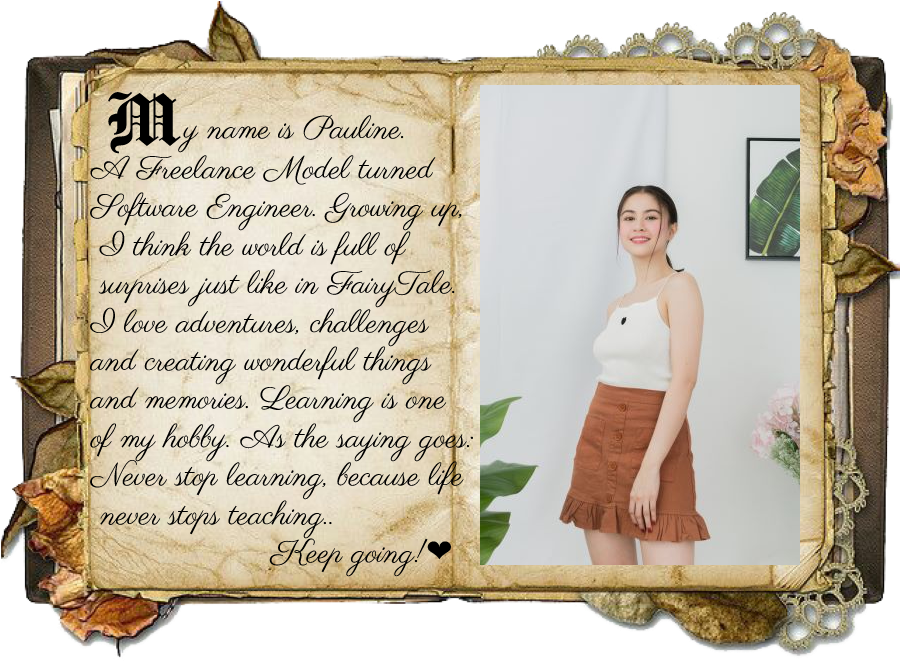 My name is Pauline.
A Freelance Model turned
Software Engineer. Growing up,
I think the world is full of
surprises just like in FairyTale.
I love adventures, challenges
and creating wonderful things
and memories. Learning is one
of my hobby. As the saying goes:
Never stop learning, because life
never stops teaching..
Keep going!❤